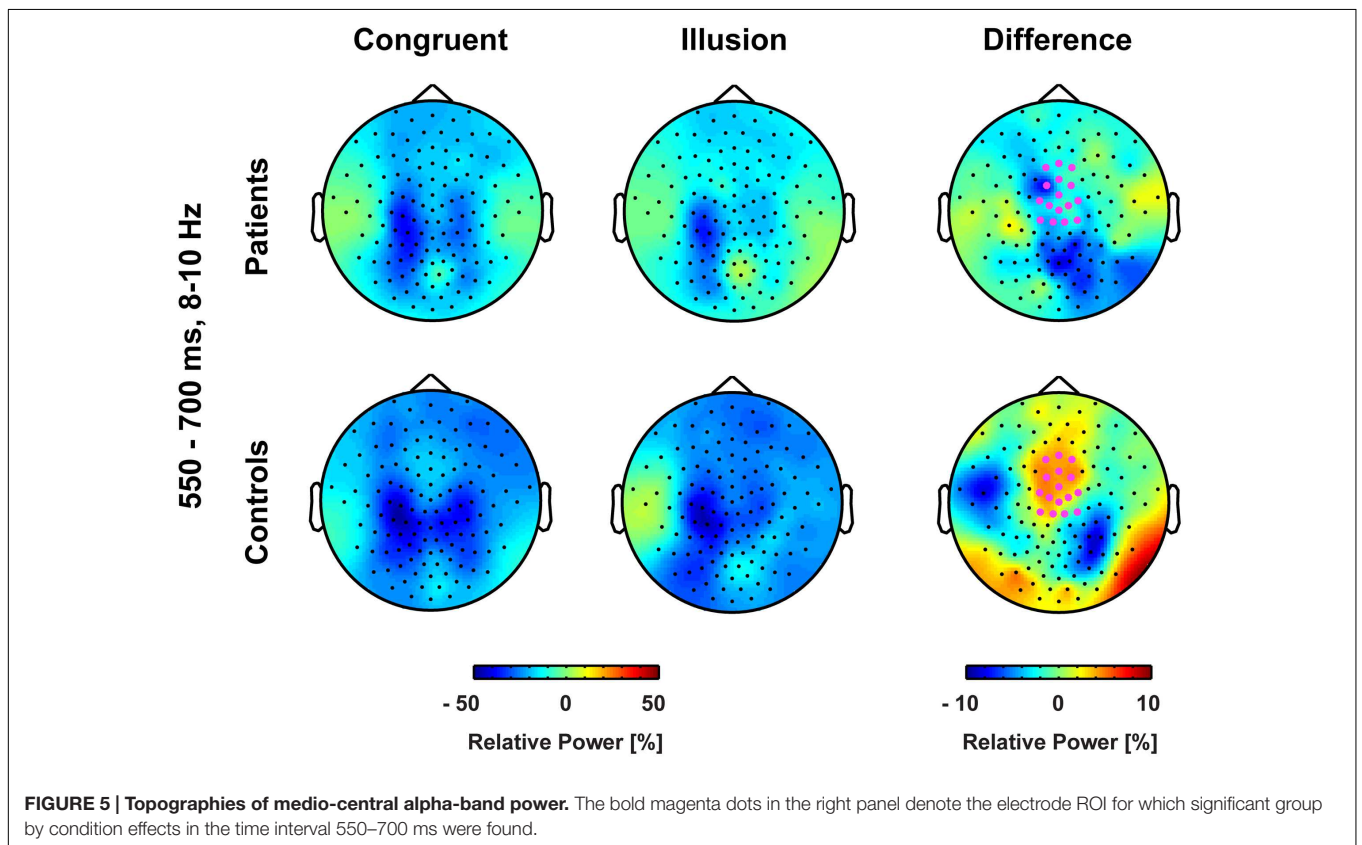 Congruent Illusion Difference
550 - 700 ms, 8-10 Hz
Patients
Controls
- 50 0 50 - 10 0 10
Relative Power [%] Relative Power [%]
FIGURE 5 | Topographies of medio-central alpha-band power. The bold magenta dots in the right panel denote the electrode ROI for which significant group
by condition effects in the time interval 550–700 ms were found.